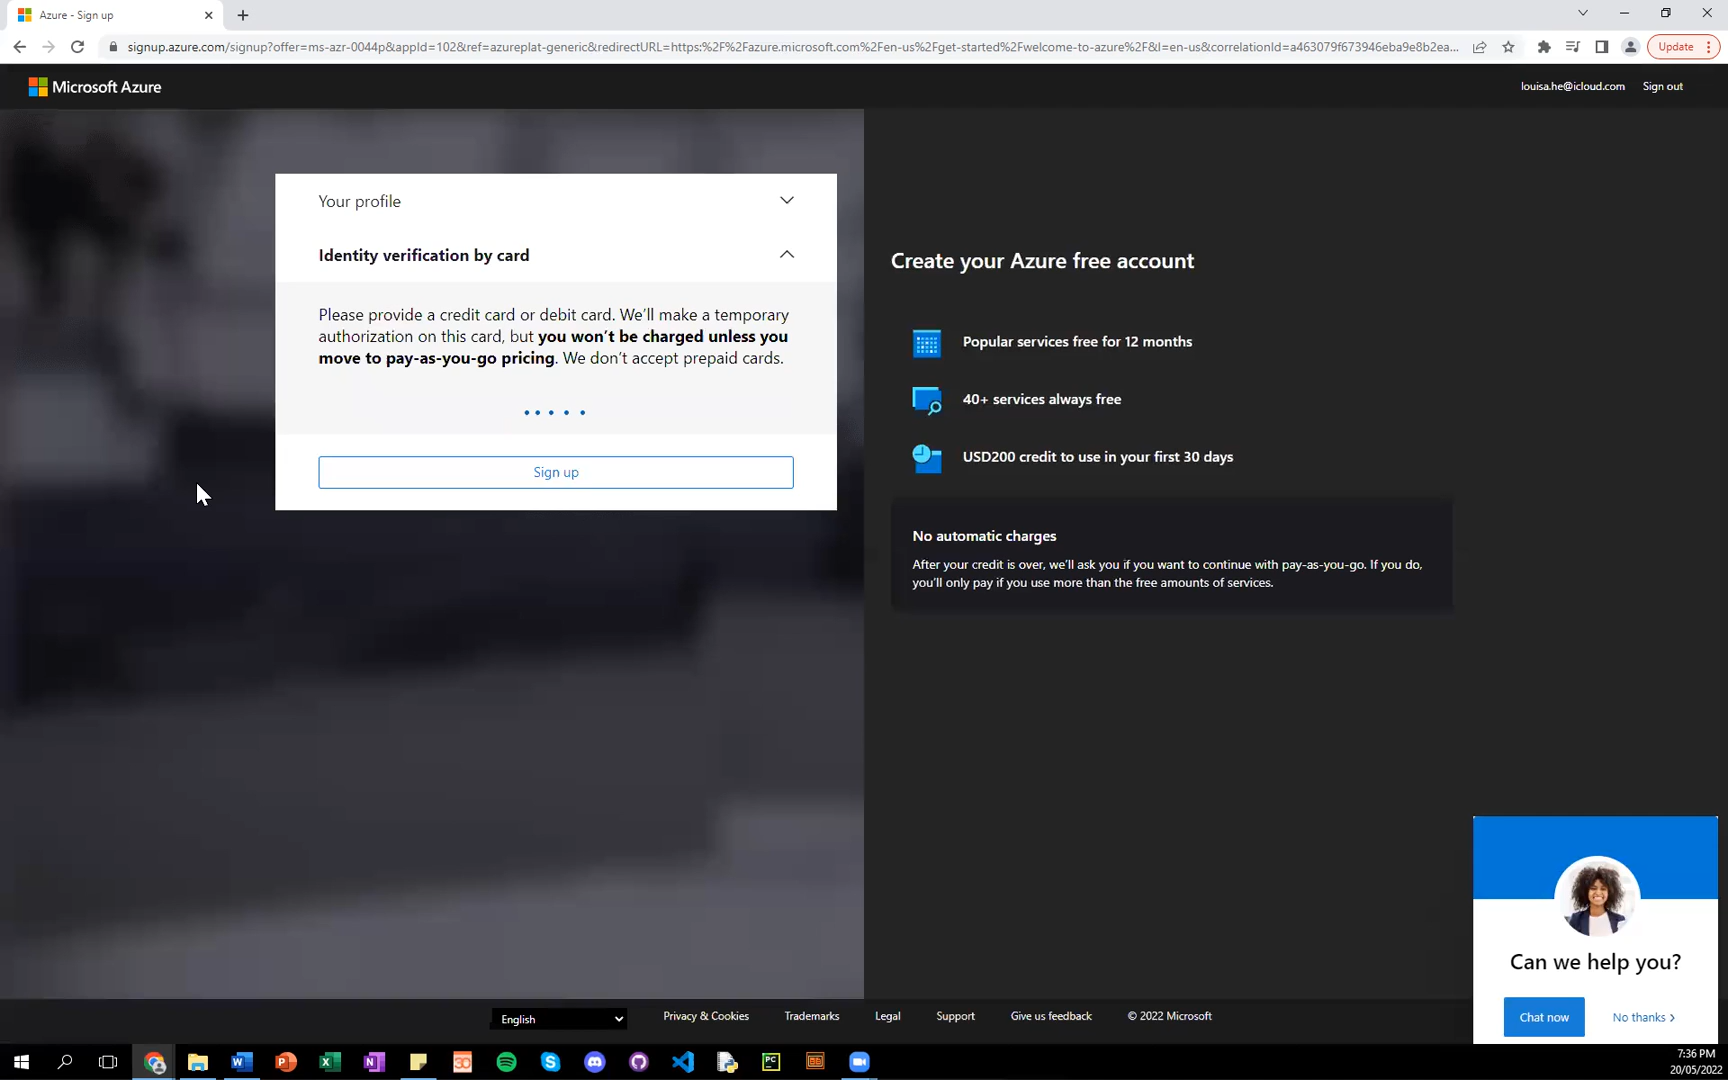 Azure - Sign up
signup.azure.com/signup?offer=ms-azr-0044p&appId=102&ref=azureplat-generic&redirectURL=https:%2F%2Fazure.microsoft.com%2Fen-us%2Fget-started%2Fwelcome-to-azure%2F&l=en-us&correlationId=a463079f673946eba9e8b2ea...
Update
Microsoft Azure
louisa.he@icloud.com
Sign out
Your profile
Identity verification by card
Please provide a credit card or debit card. We'll make a temporary
authorization on this card, but you won't be charged unless you
move to pay-as-you-go pricing. We don't accept prepaid cards.
Sign up
Create your Azure free account
Popular services free for 12 months
40+ services always free
USD200 credit to use in your first 30 days
No automatic charges
After your credit is over, we'll ask you if you want to continue with pay-as-you-go. If you do,
you'll only pay if you use more than the free amounts of services.
Can we help you?
Chat now
No thanks >
English
Privacy & Cookies
Trademarks
Legal
Support
Give us feedback
© 2022 Microsoft
7:36 PM
20/05/2022